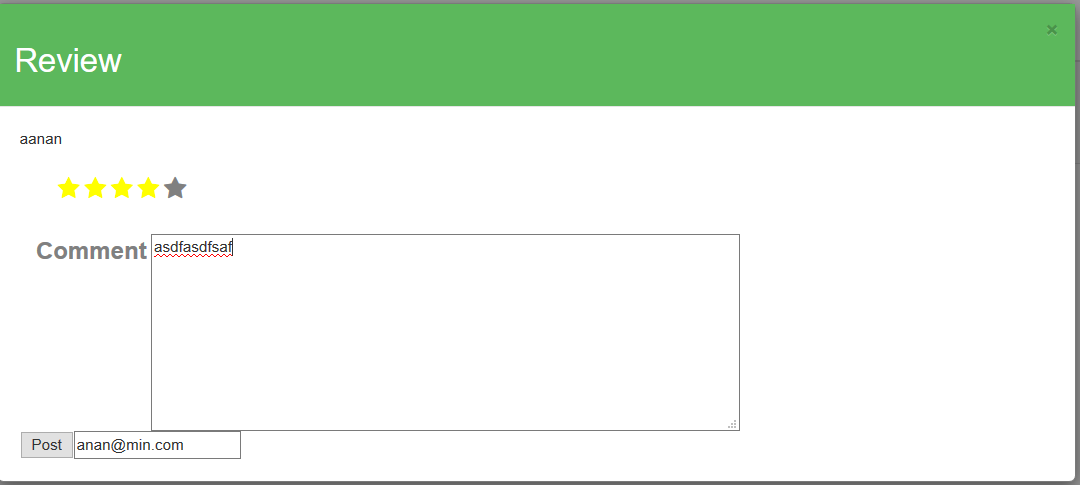 ×
Review
aanan
Comment asdfasdfsaf
Post anan@min.com